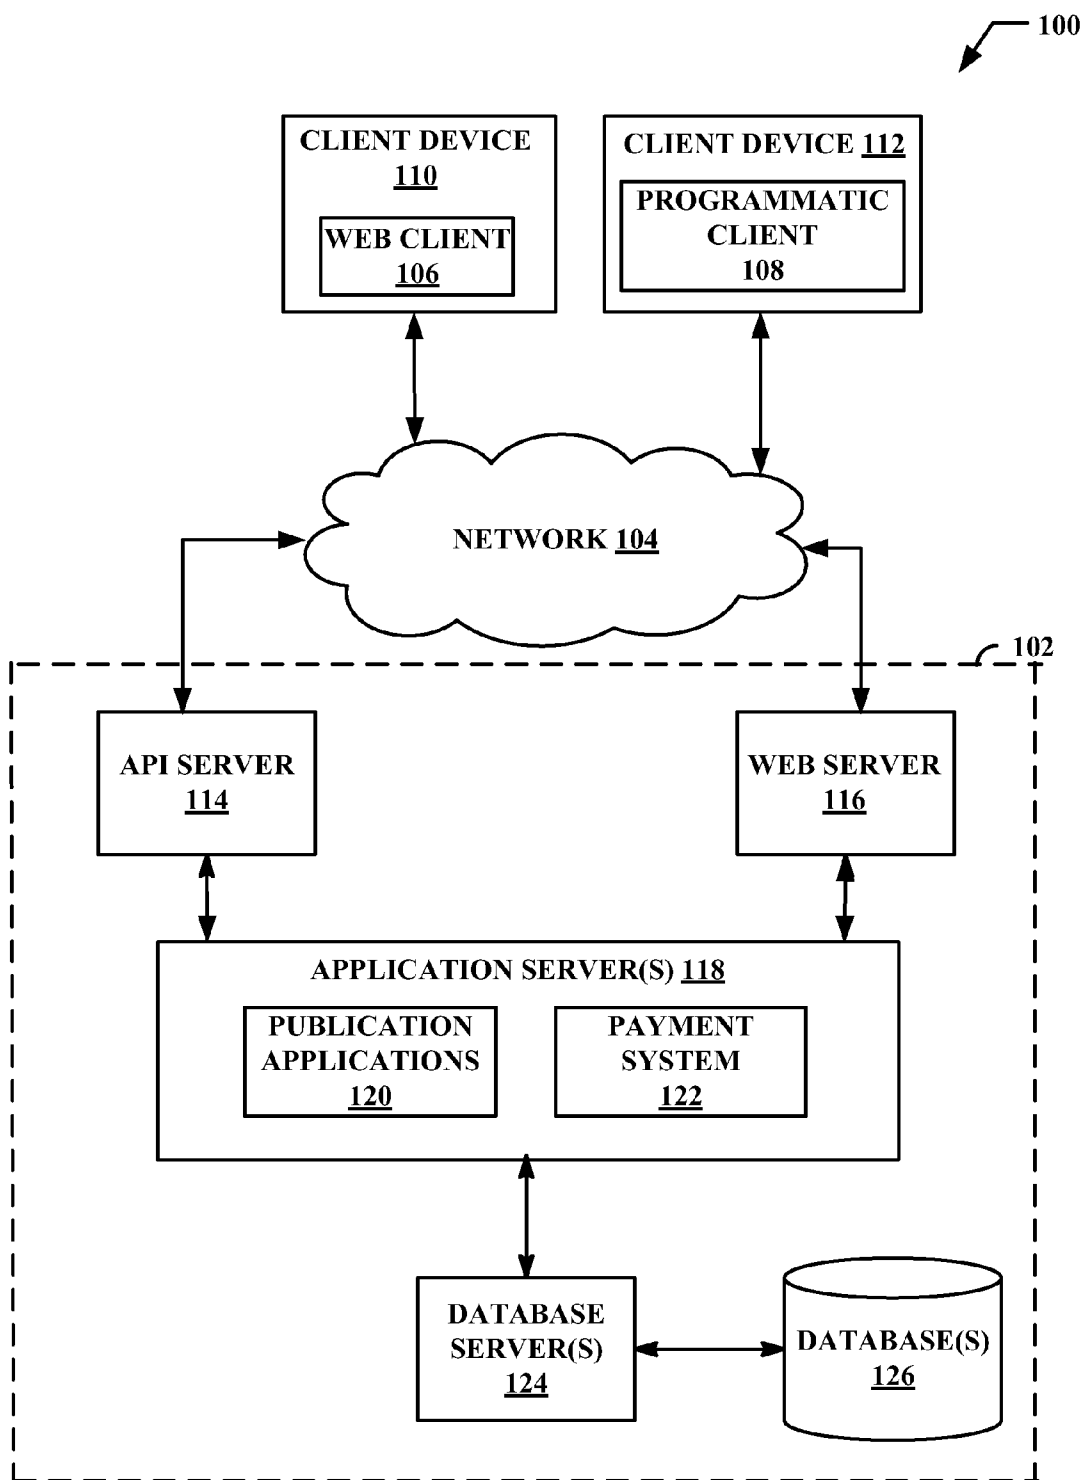 100
CLIENT DEVICE
110
WEB CLIENT
106
CLIENT DEVICE 112
PROGRAMMATIC
CLIENT
108
NETWORK 104
102
API SERVER
114
WEB SERVER
116
APPLICATION SERVER(S) 118
PUBLICATION
APPLICATIONS
120
PAYMENT
SYSTEM
122
DATABASE
SERVER(S)
124
DATABASE(S)
126